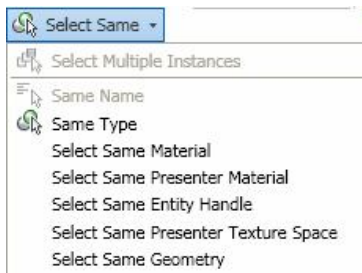 Select Same
Select Multiple Instances
Same Name
Same Type
Select Same Material
Select Same Presenter Material
Select Same Entity Handle
Select Same Presenter Texture Space
Select Same Geometry